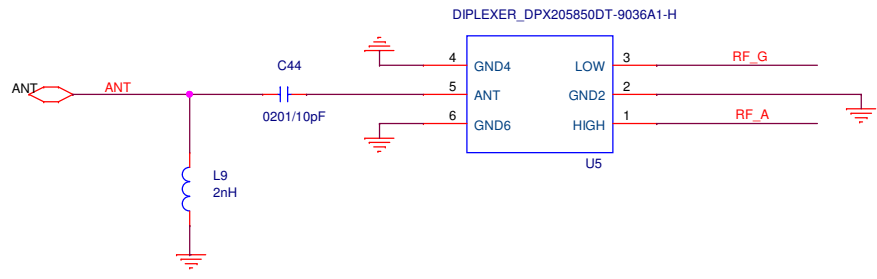 DIPLEXER_DPX205850DT-9036A1-H
ANT
ANT
C44
0201/10pF
L9
2nH
4
GND4
5
ANT
6
GND6
LOW
3
RF_G
GND2
2
HIGH
1
RF_A
U5